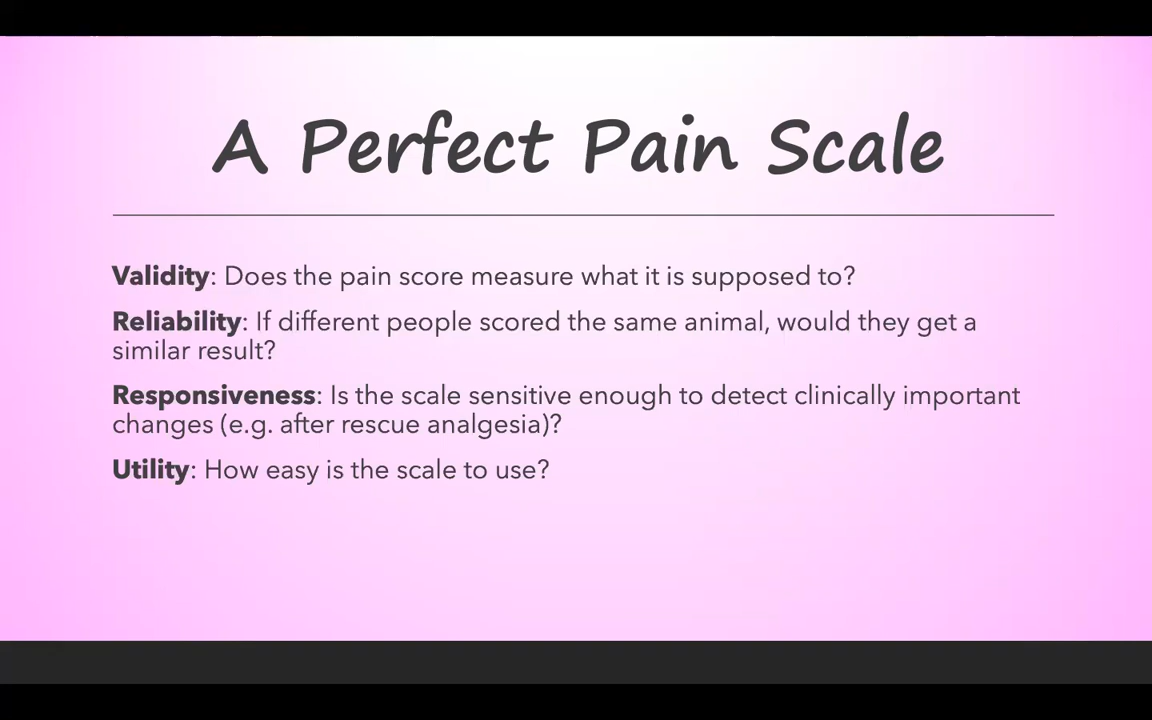 A Perfect Pain Scale
Validity: Does the pain score measure what it is supposed to?
Reliability: If different people scored the same animal, would they get a
similar result?
Responsiveness: Is the scale sensitive enough to detect clinically important
changes (e.g. after rescue analgesia)?
Utility: How easy is the scale to use?